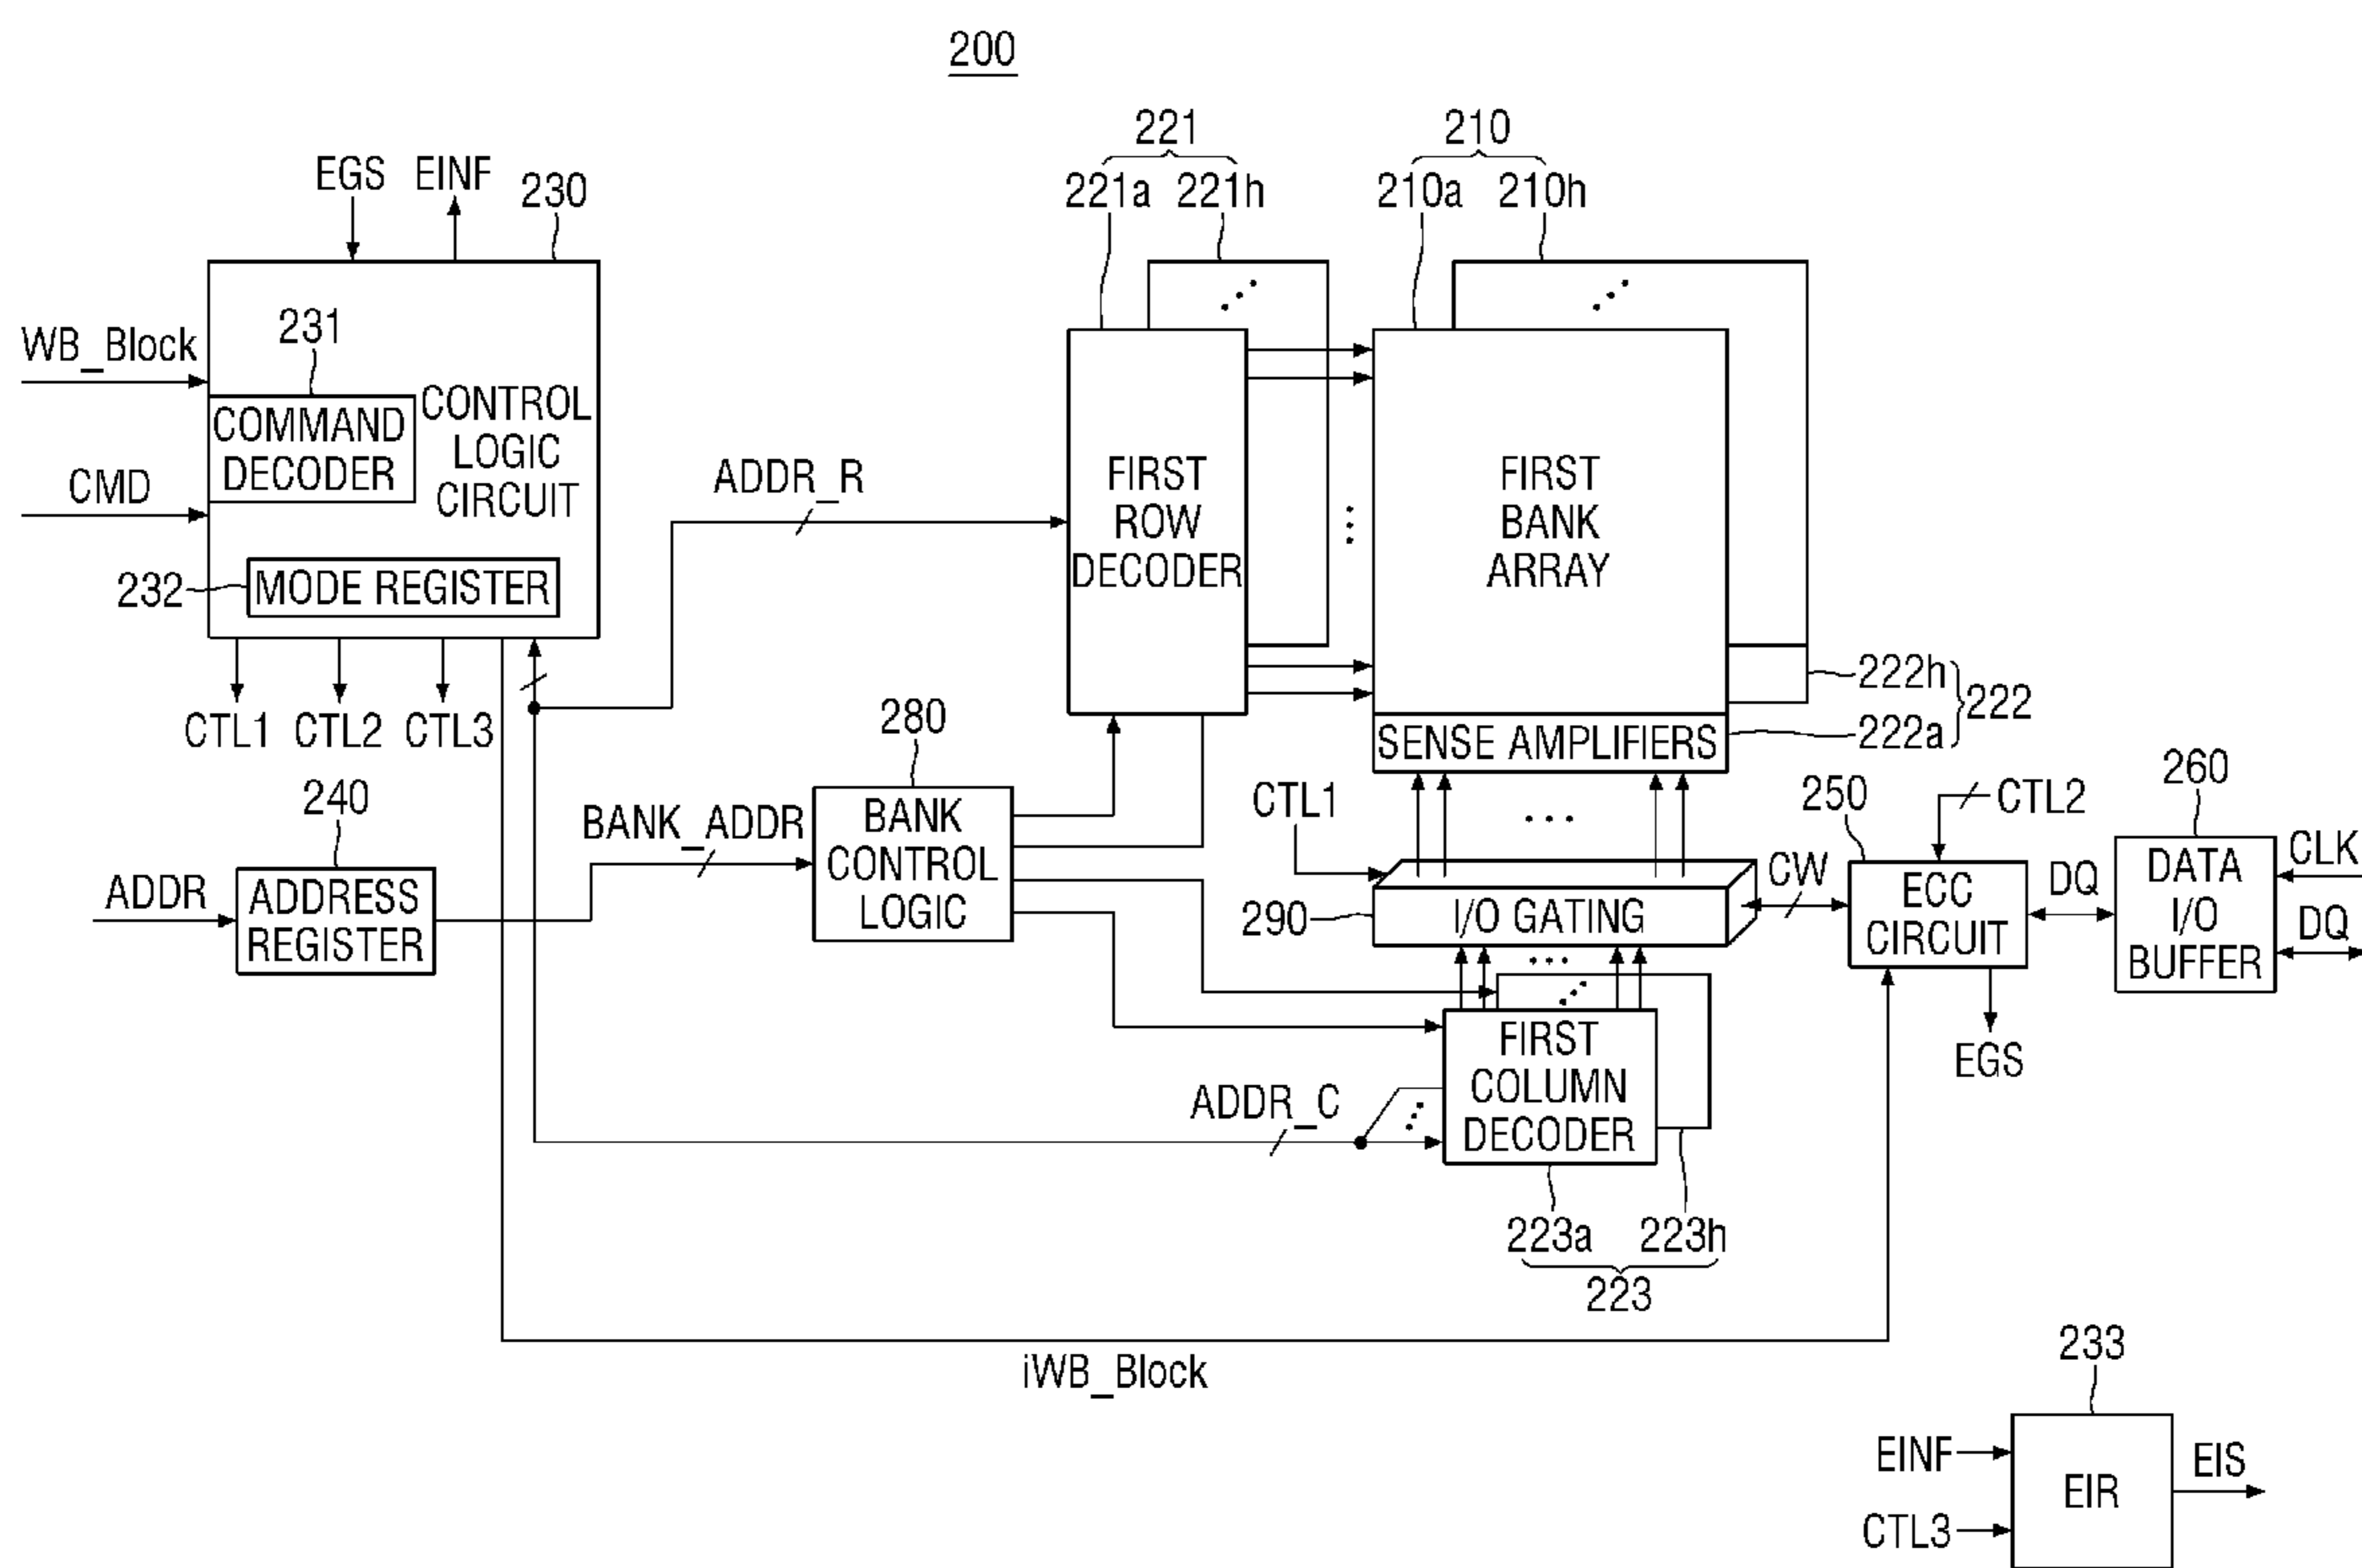 200
221
210
EGS
EINF
230
221a
221h
210a
210h
WB_Block
231
COMMAND
DECODER
CONTROL
LOGIC
CIRCUIT
CMD
232
MODE REGISTER
ADDR_R
FIRST
ROW
DECODER
FIRST
BANK
ARRAY
CTL1
CTL2
CTL3
222h
222a
222
SENSE AMPLIFIERS
280
240
BANK_ADDR
BANK
CONTROL
LOGIC
ADDR
ADDRESS
REGISTER
CTL1
290
I/O GATING
CW
250
CTL2
ECC
CIRCUIT
EGS
DQ
260
DATA
I/O
BUFFER
CLK
DQ
ADDR_C
FIRST
COLUMN
DECODER
223a
223h
223
iWB_Block
233
EINF
CTL3
EIR
EIS